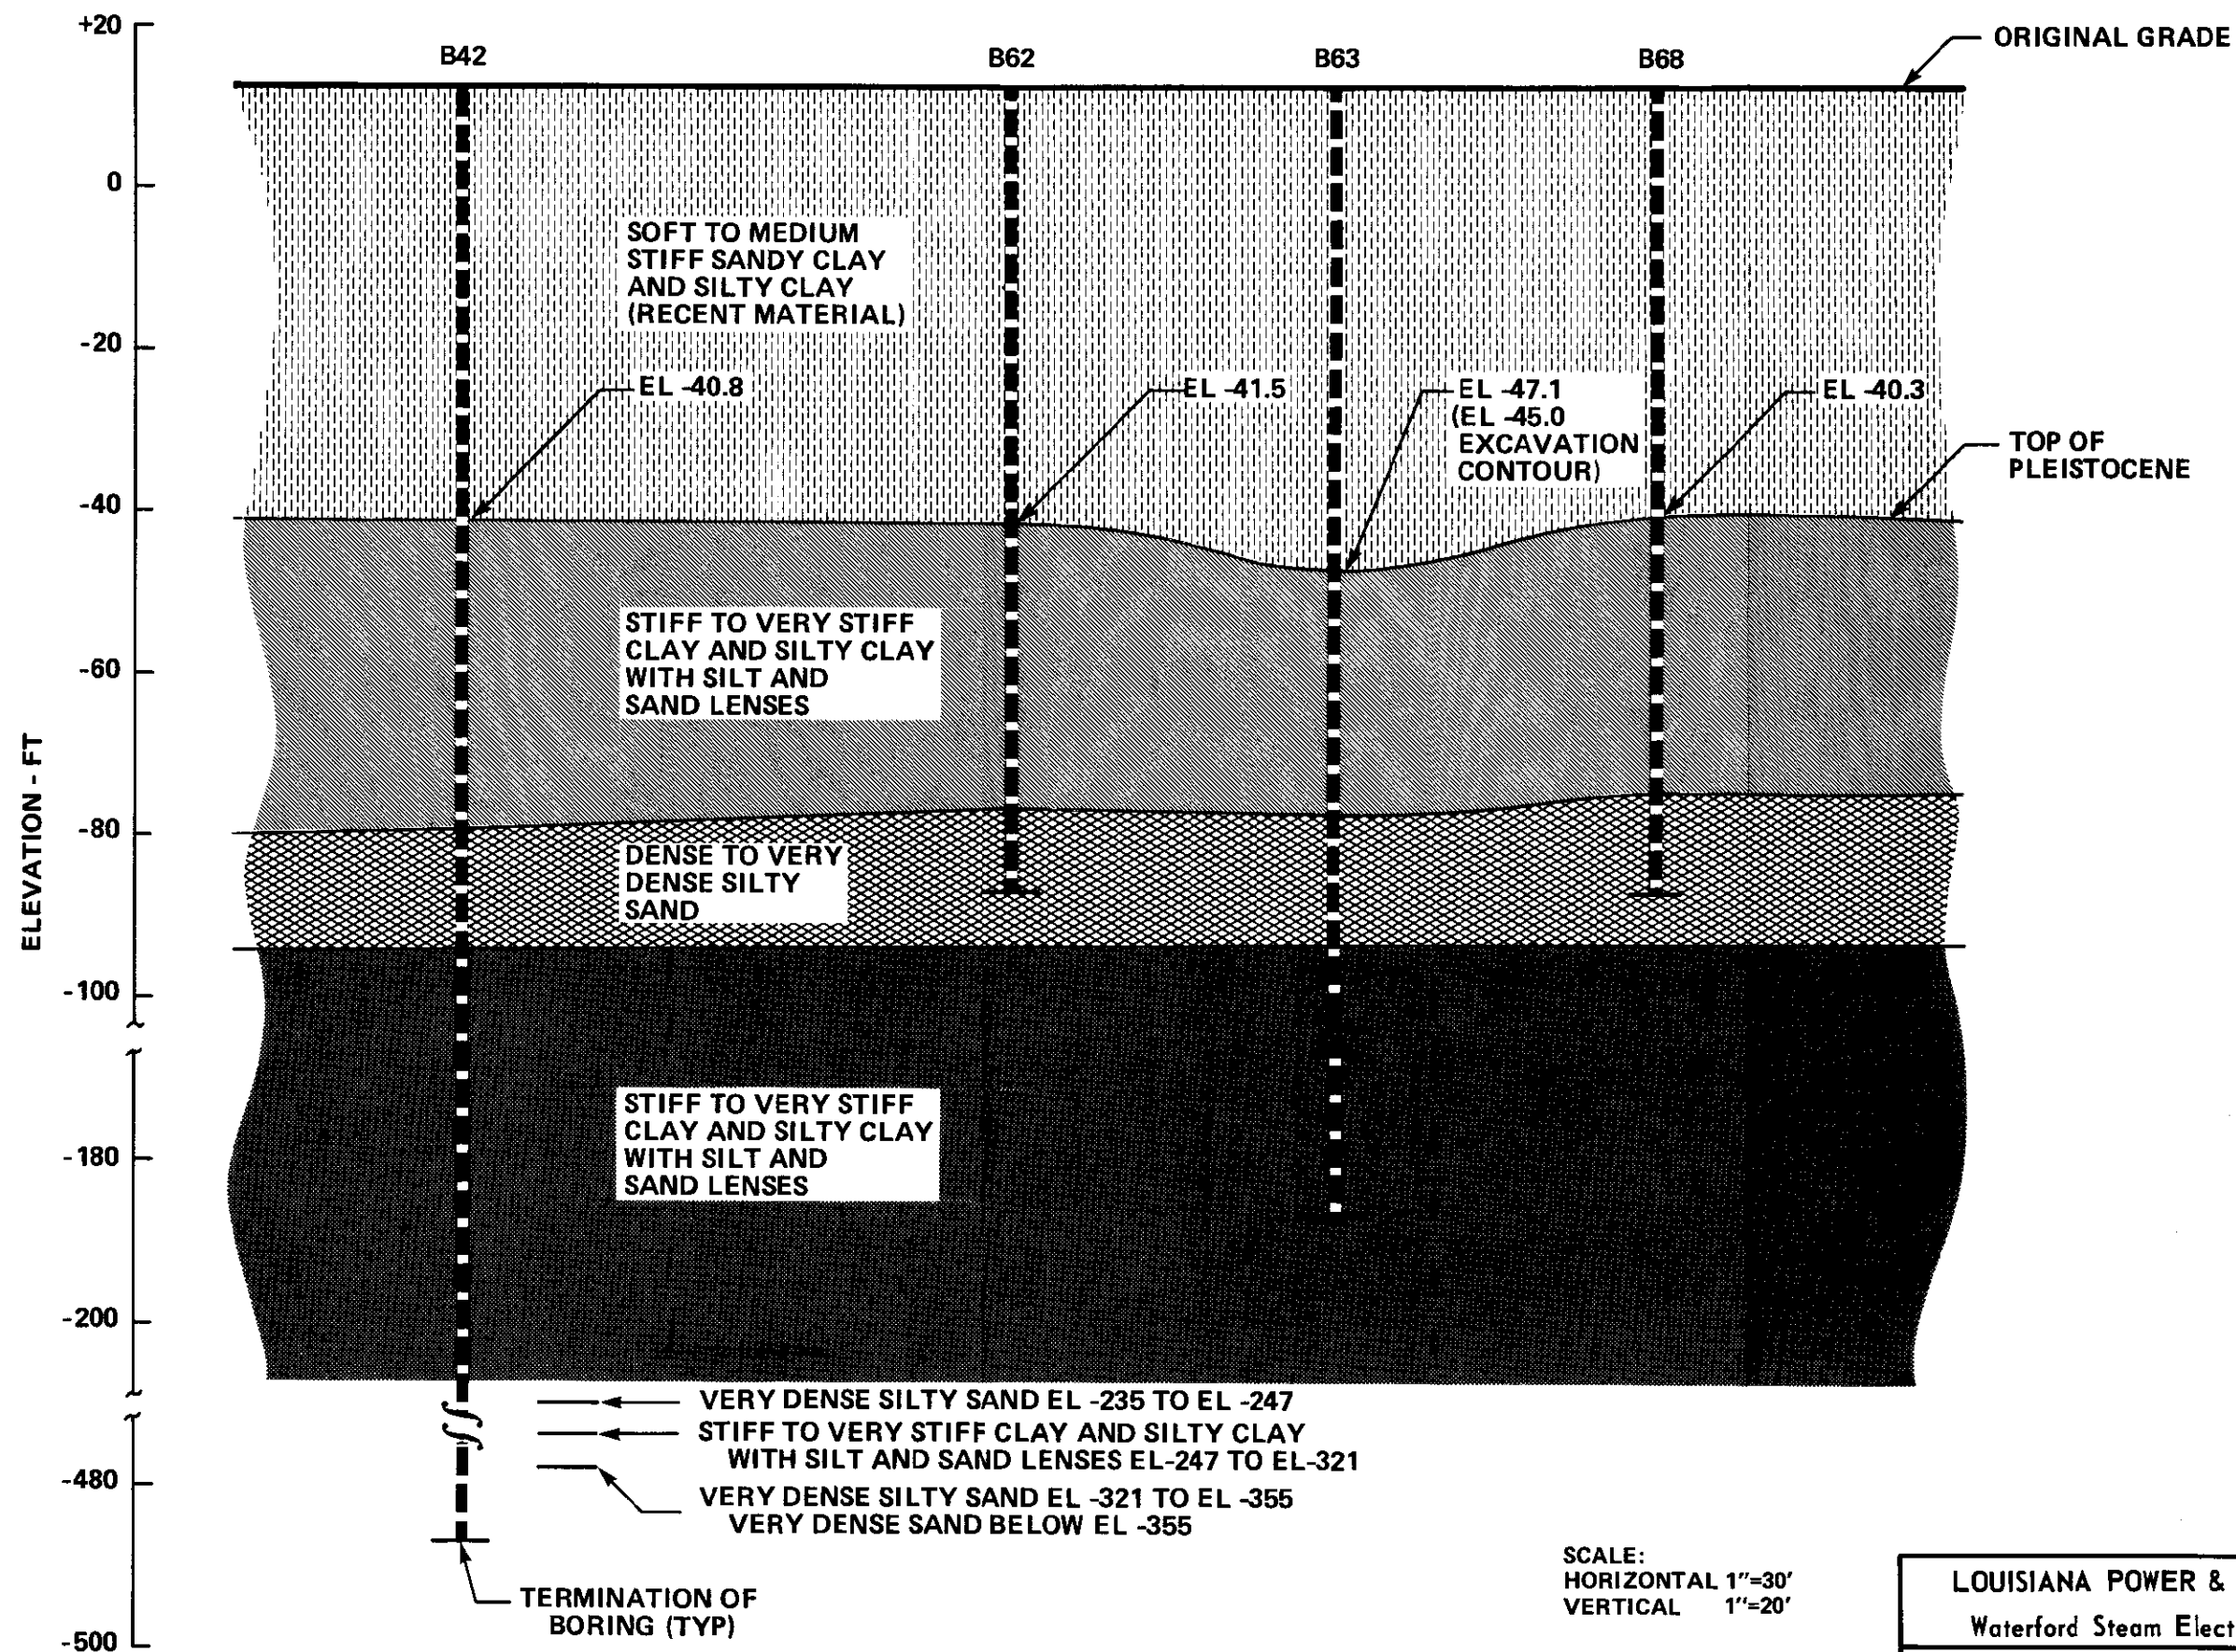 +20
0
-20
-40
-60
-80
-100
-180
-200
-480
-500
ELEVATION - FT
B42
B62
B63
B68
ORIGINAL GRADE
SOFT TO MEDIUM
STIFF SANDY CLAY
AND SILTY CLAY
(RECENT MATERIAL)
EL -40.8
EL -41.5
EL -47.1
(EL -45.0
EXCAVATION
CONTOUR)
EL -40.3
TOP OF
PLEISTOCENE
STIFF TO VERY STIFF
CLAY AND SILTY CLAY
WITH SILT AND
SAND LENSES
DENSE TO VERY
DENSE SILTY
SAND
STIFF TO VERY STIFF
CLAY AND SILTY CLAY
WITH SILT AND
SAND LENSES
VERY DENSE SILTY SAND EL -235 TO EL -247
STIFF TO VERY STIFF CLAY AND SILTY CLAY
WITH SILT AND SAND LENSES EL-247 TO EL-321
VERY DENSE SILTY SAND EL -321 TO EL -355
VERY DENSE SAND BELOW EL -355
TERMINATION OF
BORING (TYP)
SCALE:
HORIZONTAL 1"=30'
VERTICAL 1"=20'
LOUISIANA POWER &
Waterford Steam Elect